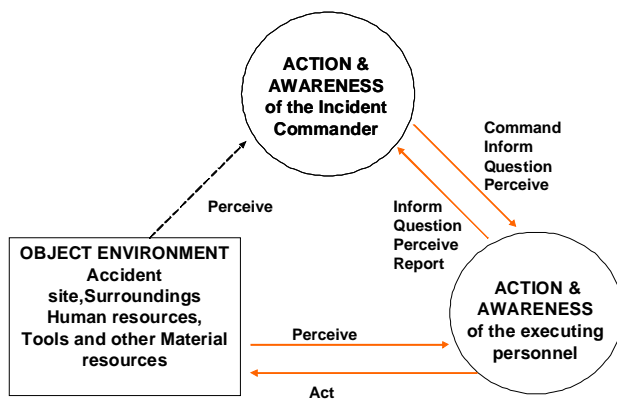 ACTION &
AWARENESS
of the Incident
Commander
Command
Inform
Question
Perceive
Perceive
Inform
Question
Perceive
Report
OBJECT ENVIRONMENT
Accident
site,Surroundings
Human resources,
Tools and other Material
resources
ACTION &
AWARENESS
of the executing
personnel
Perceive
Act